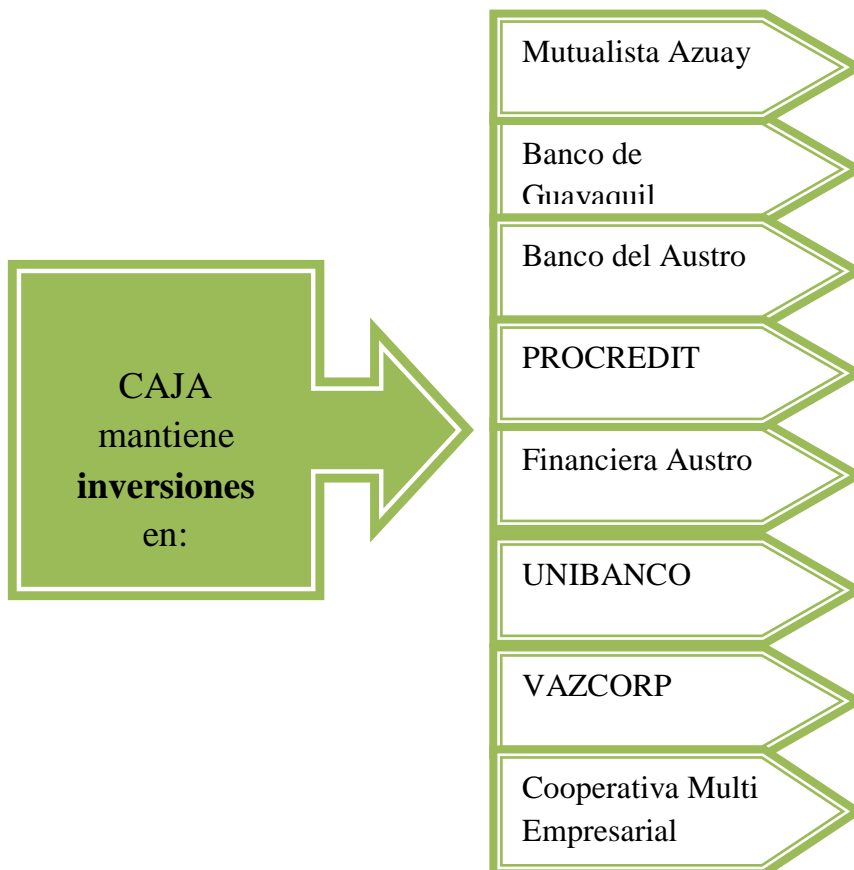 CAJA
mantiene
inversiones
en:
Mutualista Azuay
Banco de
Guayaquil
Banco del Austro
PROCREDIT
Financiera Austro
UNIBANCO
VAZCORP
Cooperativa Multi
Empresarial